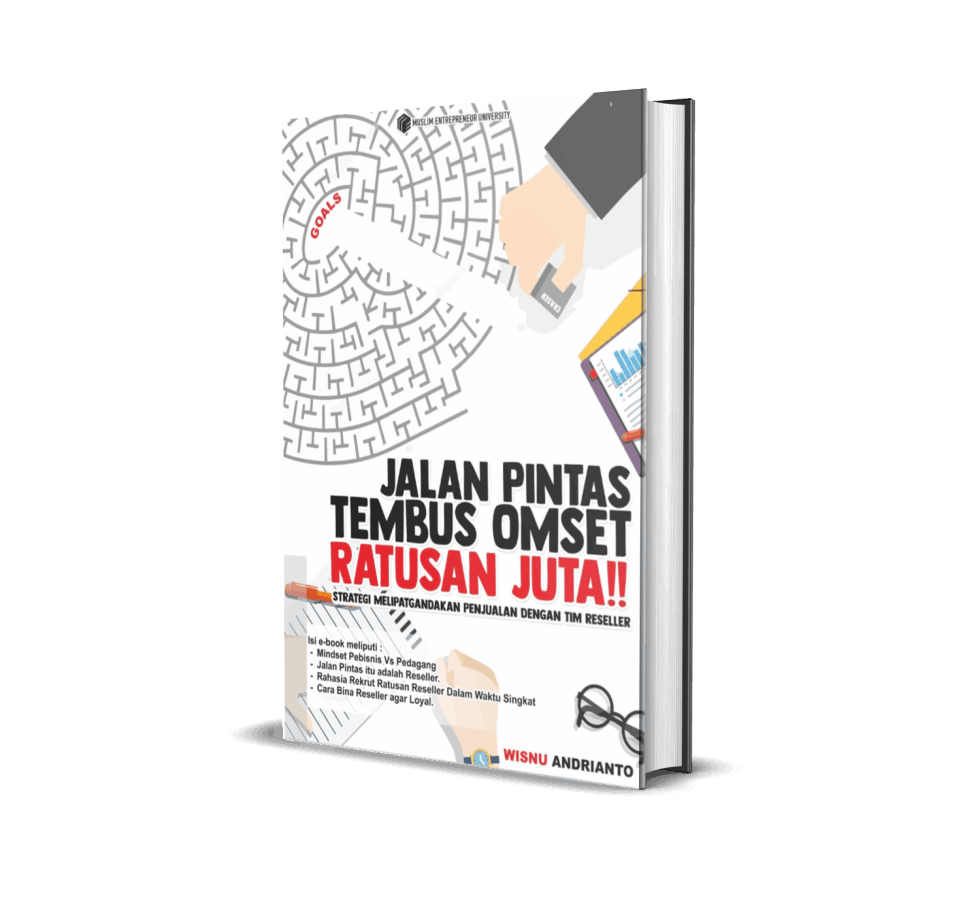 MUSLIM ENTREPRENEUR UNIVERSITY
GOALS
JALAN PINTAS
TEMBUS OMSET
RATUSAN JUTA!!
STRATEGI MELIPATGANDAKAN PENJUALAN DENGAN TIM RESELLER
Isi e-book meliputi :
- Mindset Pebisnis Vs Pedagang
- Jalan Pintas itu adalah Reseller.
- Rahasia Rekrut Ratusan Reseller Dalam Waktu Singkat
- Cara Bina Reseller agar Loyal.
WISNU ANDRIANTO